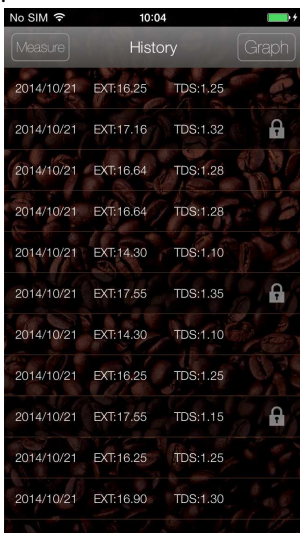 No SIM 10:04
Measure History Graph
2014/10/21 EXT:16.25 TDS:1.25
2014/10/21 EXT:17.16 TDS:1.32
2014/10/21 EXT:16.64 TDS:1.28
2014/10/21 EXT:16.64 TDS:1.28
2014/10/21 EXT:14.30 TDS:1.10
2014/10/21 EXT:17.55 TDS:1.35
2014/10/21 EXT:14.30 TDS:1.10
2014/10/21 EXT:16.25 TDS:1.25
2014/10/21 EXT:17.55 TDS:1.15
2014/10/21 EXT:16.25 TDS:1.25
2014/10/21 EXT:16.90 TDS:1.30